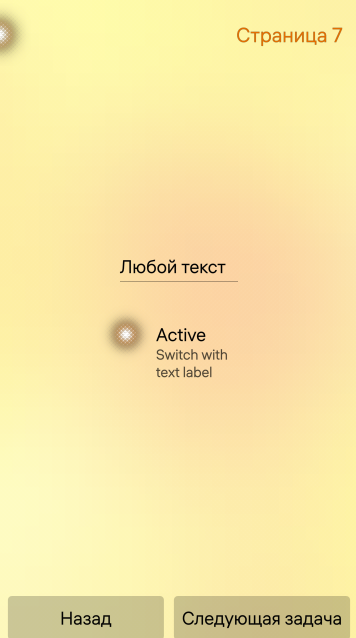 Страница 7
Любой текст
Active
Switch with
text label
Назад
Следующая задача